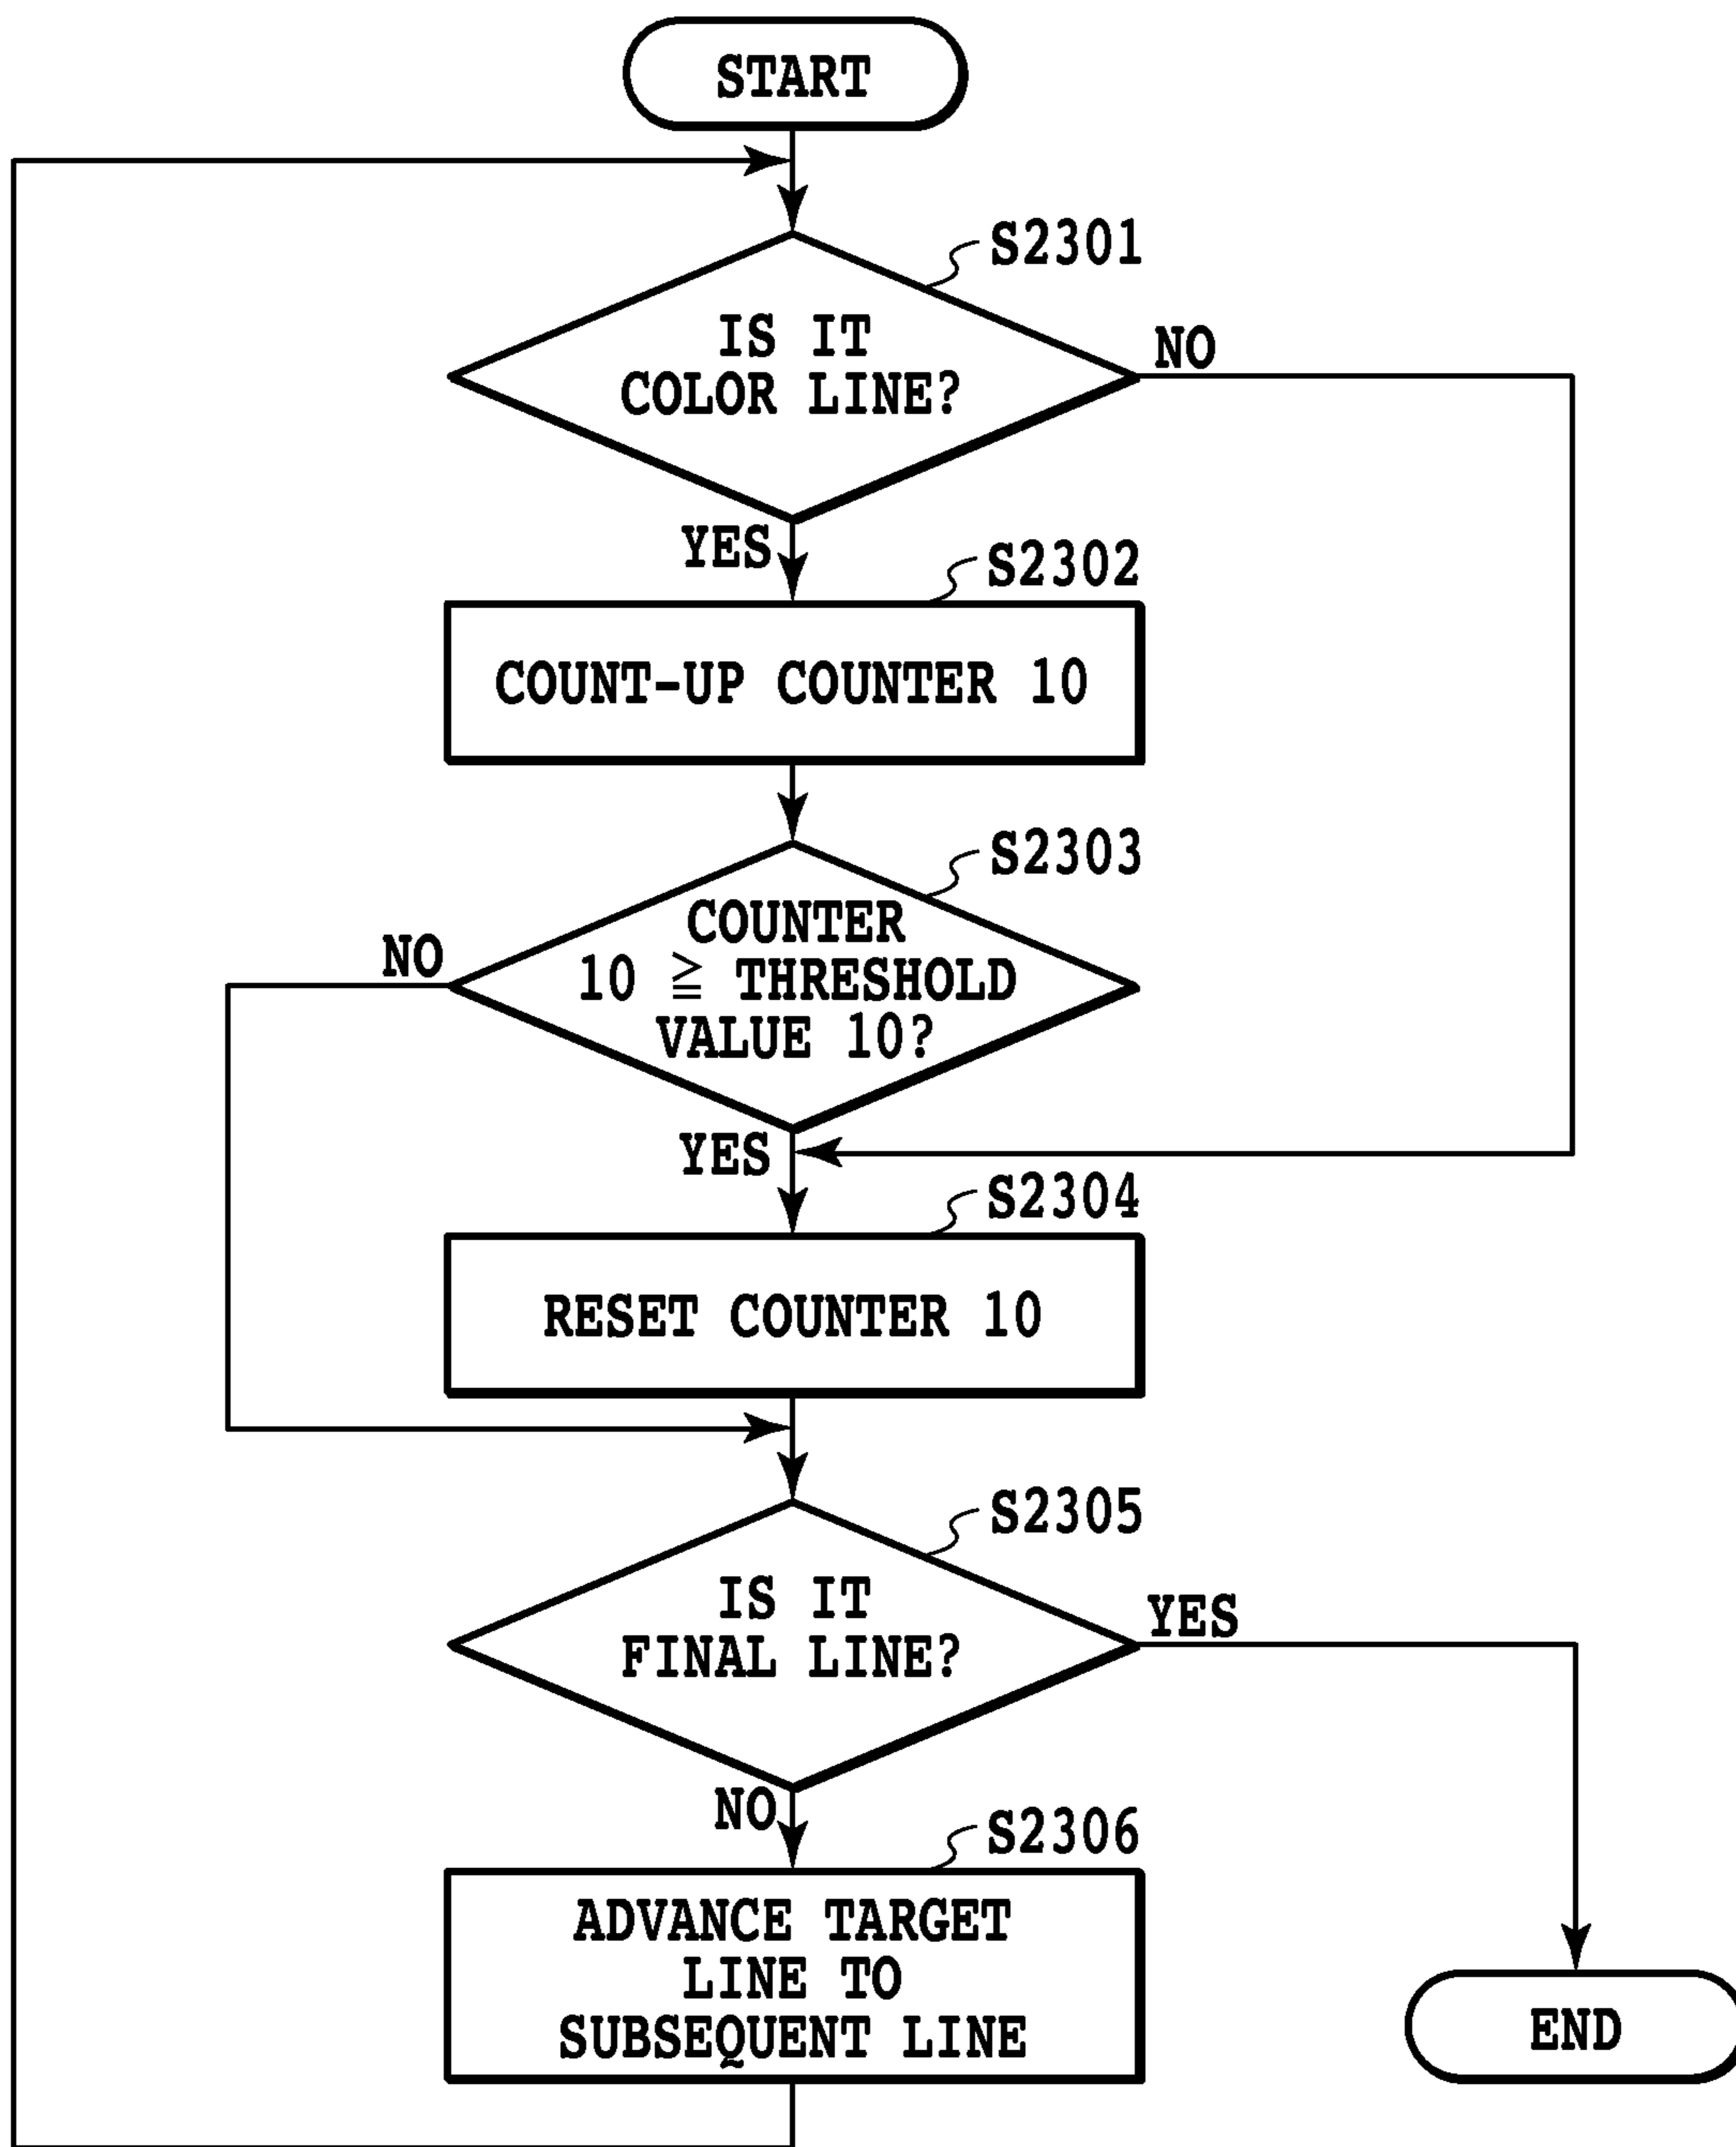 START
S2301
IS IT
COLOR LINE?
NO
YES
S2302
COUNT-UP COUNTER 10
S2303
COUNTER
10 ≧ THRESHOLD
VALUE 10?
NO
YES
S2304
RESET COUNTER 10
S2305
IS IT
FINAL LINE?
YES
NO
S2306
ADVANCE TARGET
LINE TO
SUBSEQUENT LINE
END